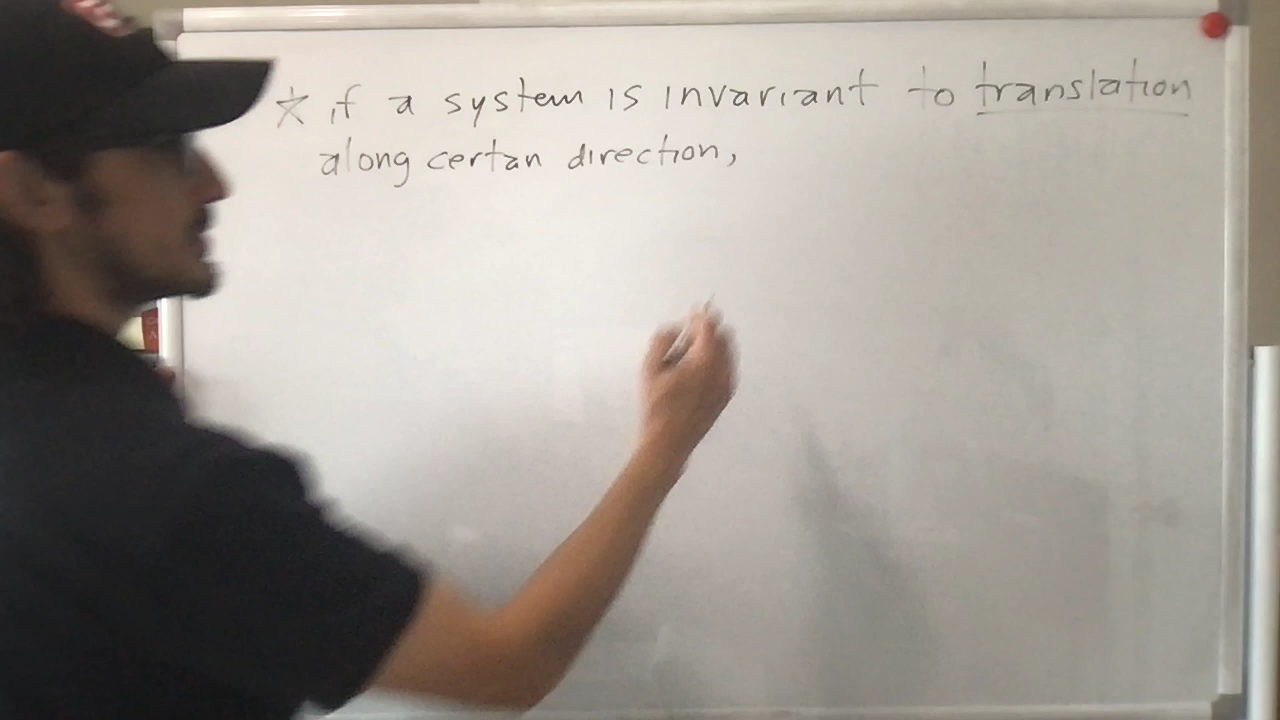 ☆ if a system is invariant to translation
along certan direction,